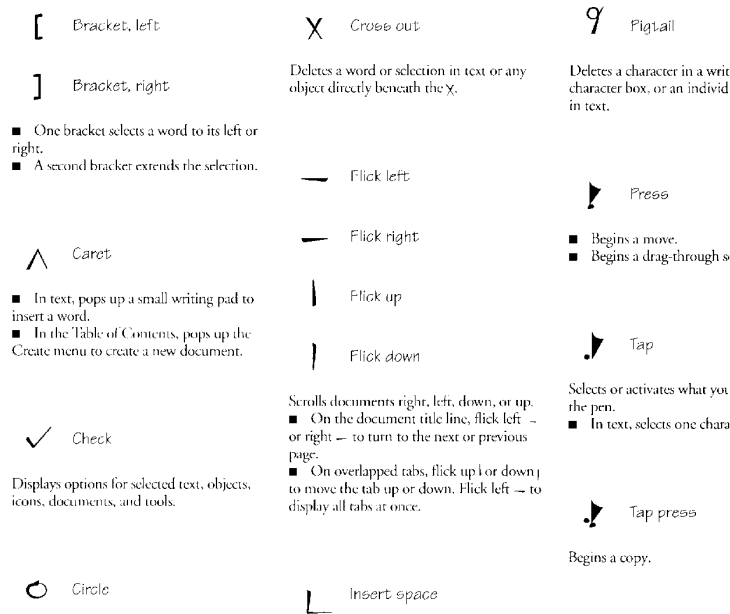 Bracket, left
Bracket, right
■ One bracket selects a word to its left or
right.
■ A second bracket extends the selection.
Caret
■ In text, pops up a small writing pad to
insert a word.
■ In the Table of Contents, pops up the
Create menu to create a new document.
Check
Displays options for selected text, objects,
icons, documents, and tools.
Circle
Cross out
Deletes a word or selection in text or any
object directly beneath the X.
Flick left
Flick right
Flick up
Flick down
Scrolls documents right, left, down, or up.
■ On the document title line, flick left –
or right — to turn to the next or previous
page.
■ On overlapped tabs, flick up | or down |
to move the tab up or down. Flick left — to
display all tabs at once.
Insert space
Pigtail
Deletes a character in a
character box, or an
in text.
Press
■ Begins a move.
■ Begins a drag-through
Tap
Selects or activates what
the pen.
■ In text, selects one
Tap press
Begins a copy.